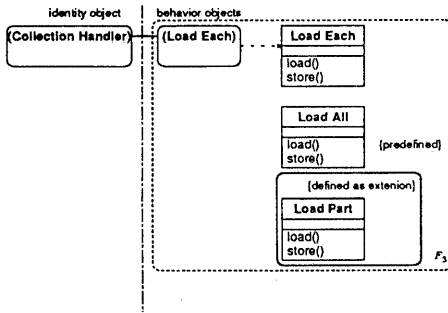 identity object
behavior objects
(Collection Handler)
(Load Each)
Load Each
load()
store()
Load All
load()
store()
{predefined}
{defined as extenion}
Load Part
load()
store()
F3